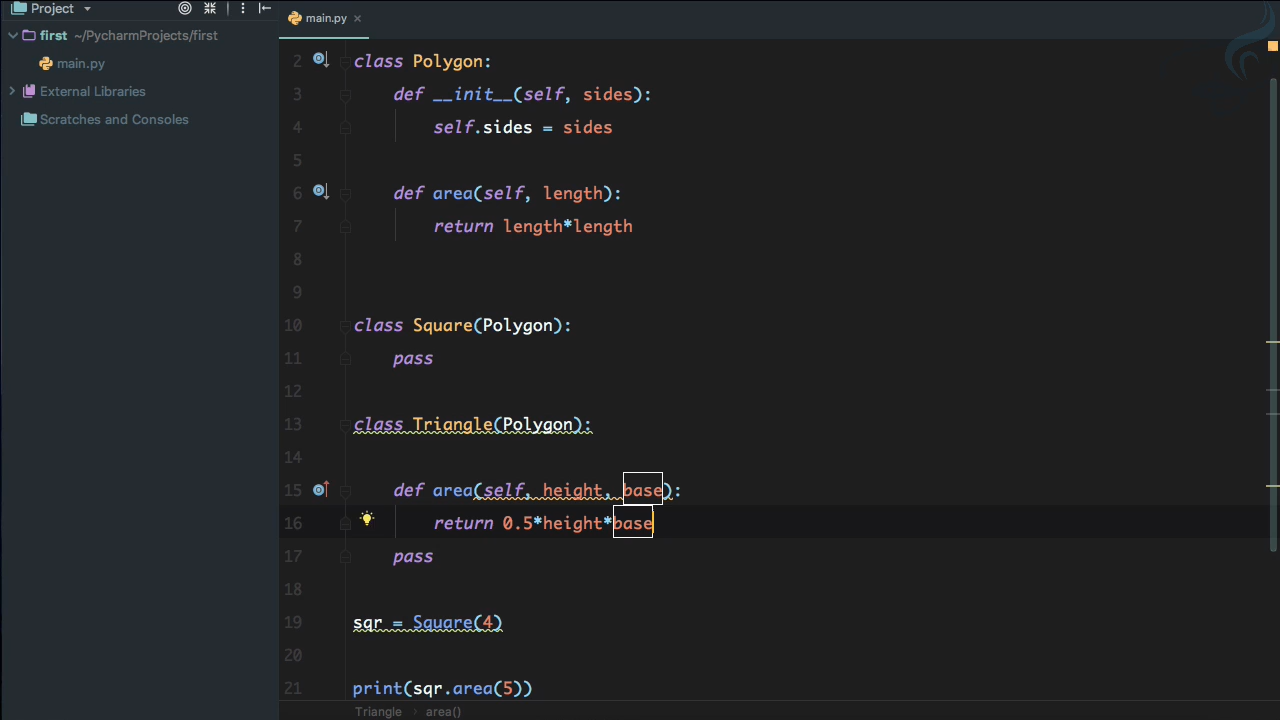 Project
main.py
first ~/PycharmProjects/first
main.py
External Libraries
Scratches and Consoles
2 class Polygon:
3 def __init__(self, sides):
4 self.sides = sides
5
6 def area(self, length):
7 return length*length
8
9
10 class Square(Polygon):
11 pass
12
13 class Triangle(Polygon):
14
15 def area(self, height, base):
16 return 0.5*height*base
17 pass
18
19 sqr = Square(4)
20
21 print(sqr.area(5))
Triangle > area()